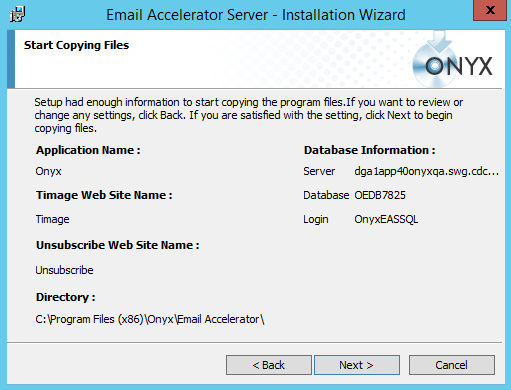 Email Accelerator Server - Installation Wizard
Start Copying Files
ONYX
Setup had enough information to start copying the program files.If you want to review or
change any settings, click Back. If you are satisfied with the setting, click Next to begin
copying files.
Application Name :
Onyx
Timage Web Site Name :
Timage
Unsubscribe Web Site Name :
Unsubscribe
Directory :
C:\Program Files (x86)\Onyx\Email Accelerator\
Database Information :
Server dga1app40onyxqa.swg.cdc...
Database OEDB7825
Login OnyxEASSQL
< Back Next > Cancel